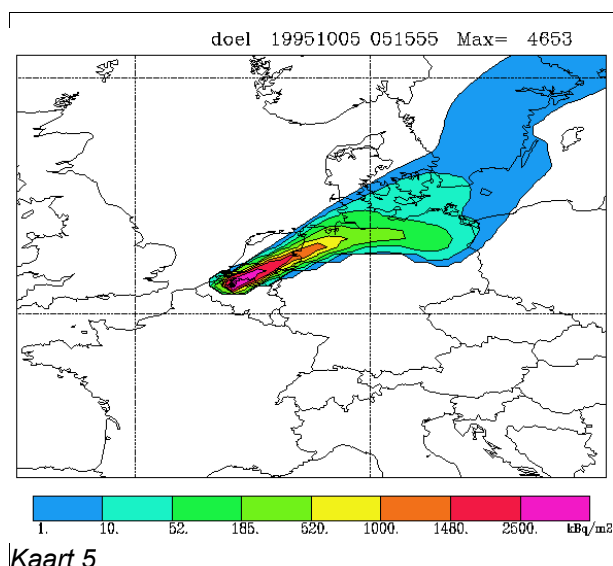 doel 19951005 051555 Max= 4653
1. 10. 52. 185. 520. 1000. 1480. 2500. kBq/m2
Kaart 5